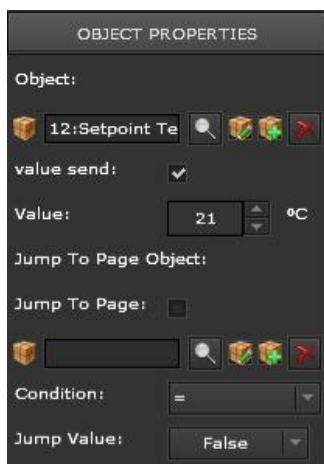 OBJECT PROPERTIES
Object:
12:Setpoint Te
value send:
Value: 21 ºC
Jump To Page Object:
Jump To Page:
Condition: =
Jump Value: False